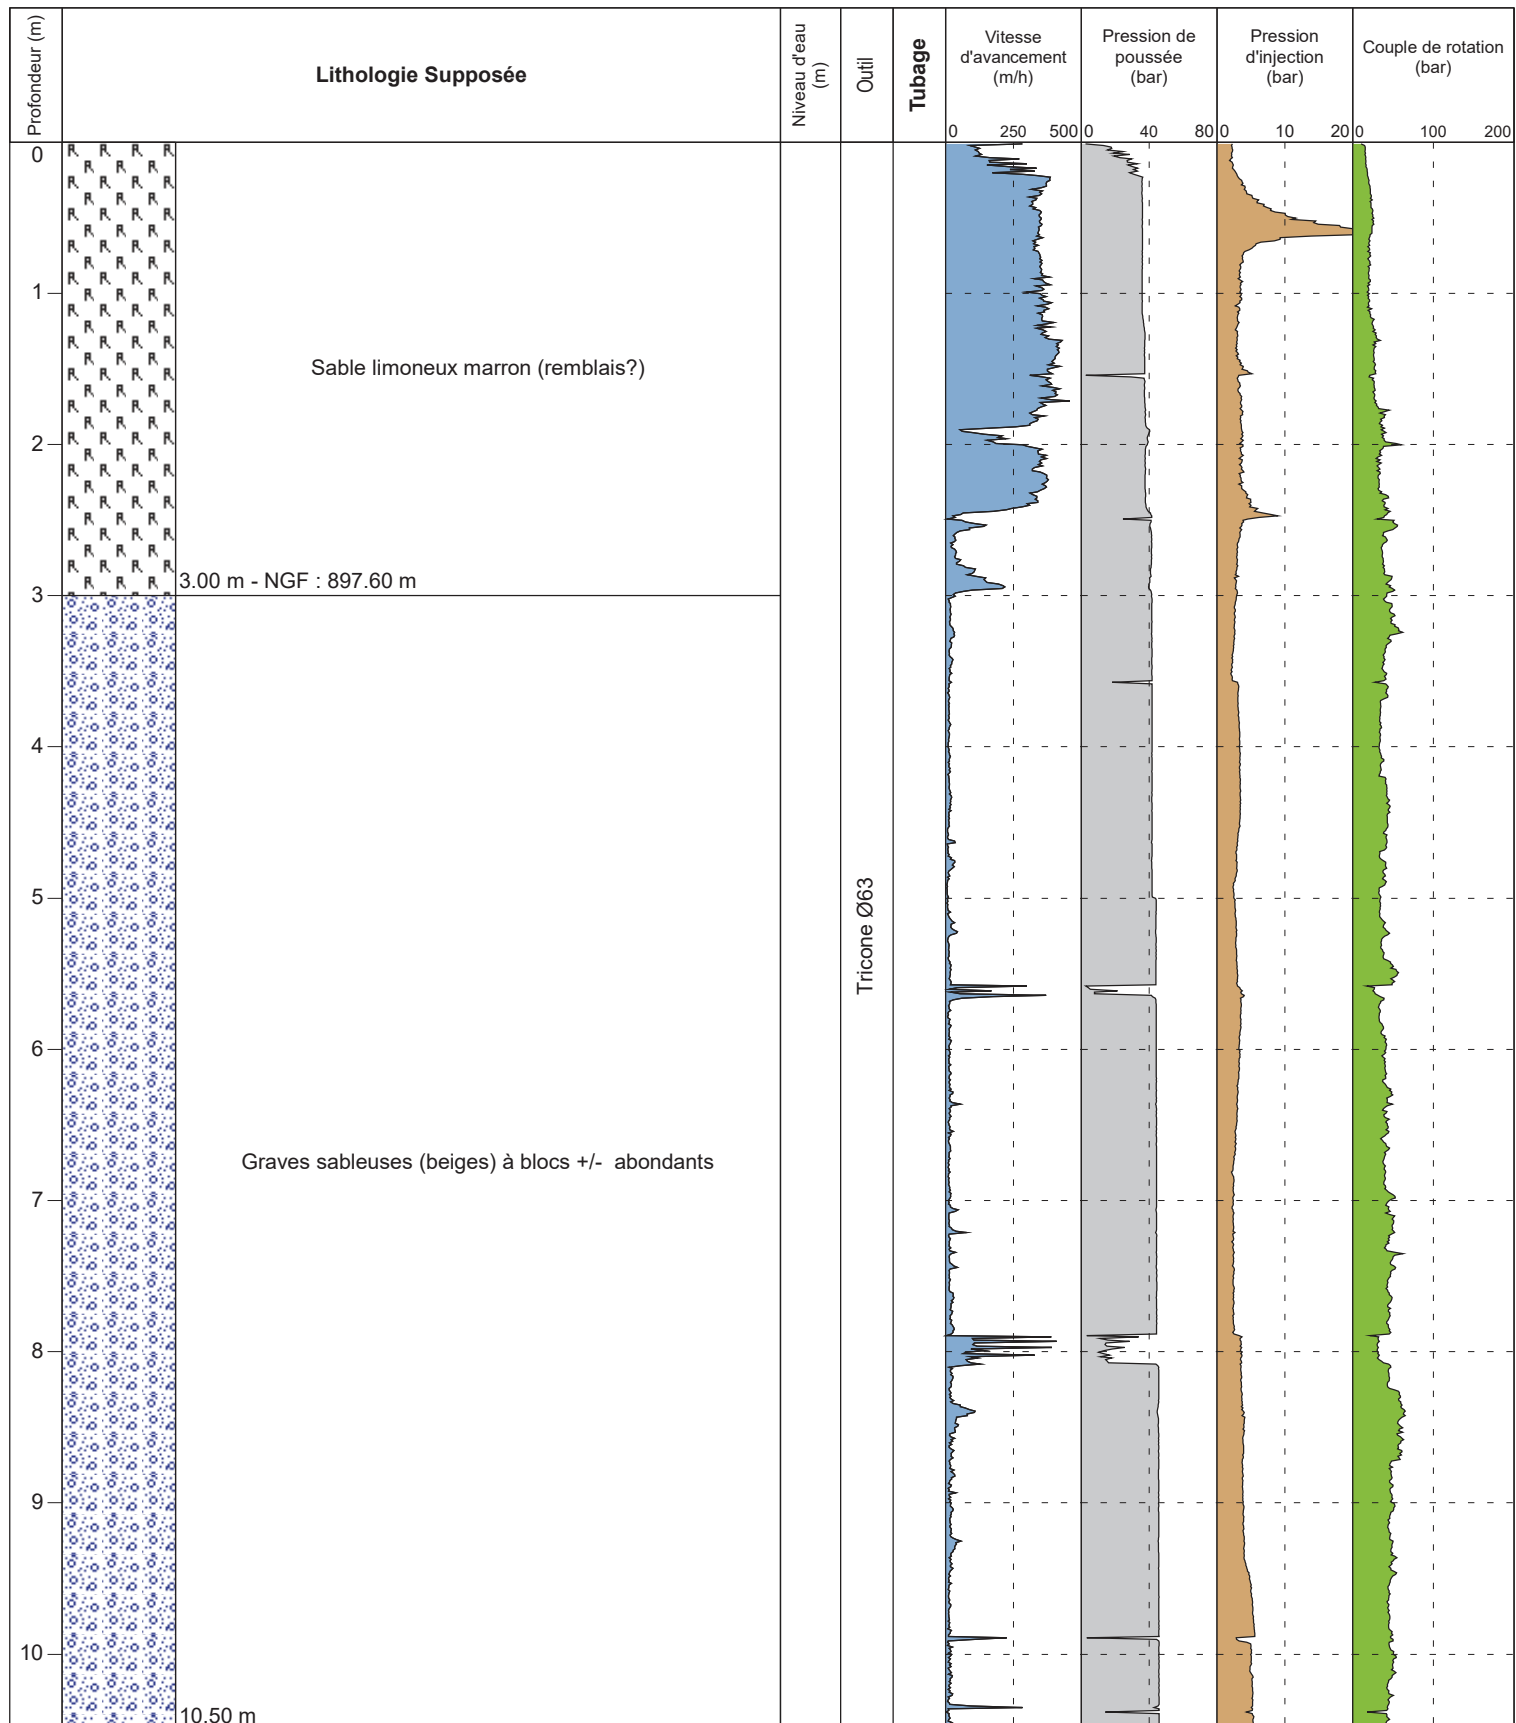 Profondeur (m)
Lithologie Supposée
Niveau d'eau
(m)
Outil
Tubage
Vitesse
d'avancement
(m/h)
Pression de
poussée
(bar)
Pression
d'injection
(bar)
Couple de rotation
(bar)
0 250 500 0 40 80 0 10 20 0 100 200
0
1
Sable limoneux marron (remblais?)
2
3.00 m - NGF : 897.60 m
3
4
5
Tricone Ø63
6
Graves sableuses (beiges) à blocs +/- abondants
7
8
9
10
10.50 m